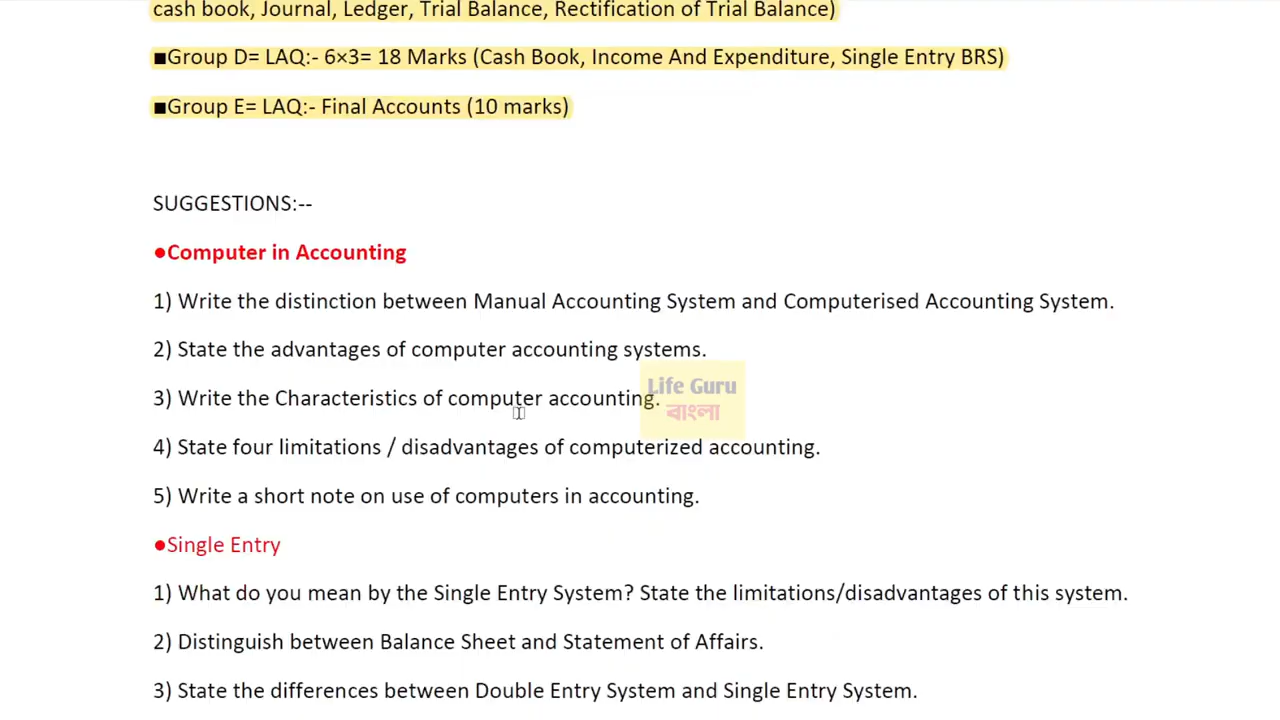 cash book, Journal, Ledger, Trial Balance, Rectification of Trial Balance)
■Group D= LAQ:- 6×3= 18 Marks (Cash Book, Income And Expenditure, Single Entry BRS)
■Group E= LAQ:- Final Accounts (10 marks)
SUGGESTIONS:--
●Computer in Accounting
1) Write the distinction between Manual Accounting System and Computerised Accounting System.
2) State the advantages of computer accounting systems.
Life Guru
3) Write the Characteristics of computer accounting.
বাংলা
4) State four limitations / disadvantages of computerized accounting.
5) Write a short note on use of computers in accounting.
●Single Entry
1) What do you mean by the Single Entry System? State the limitations/disadvantages of this system.
2) Distinguish between Balance Sheet and Statement of Affairs.
3) State the differences between Double Entry System and Single Entry System.